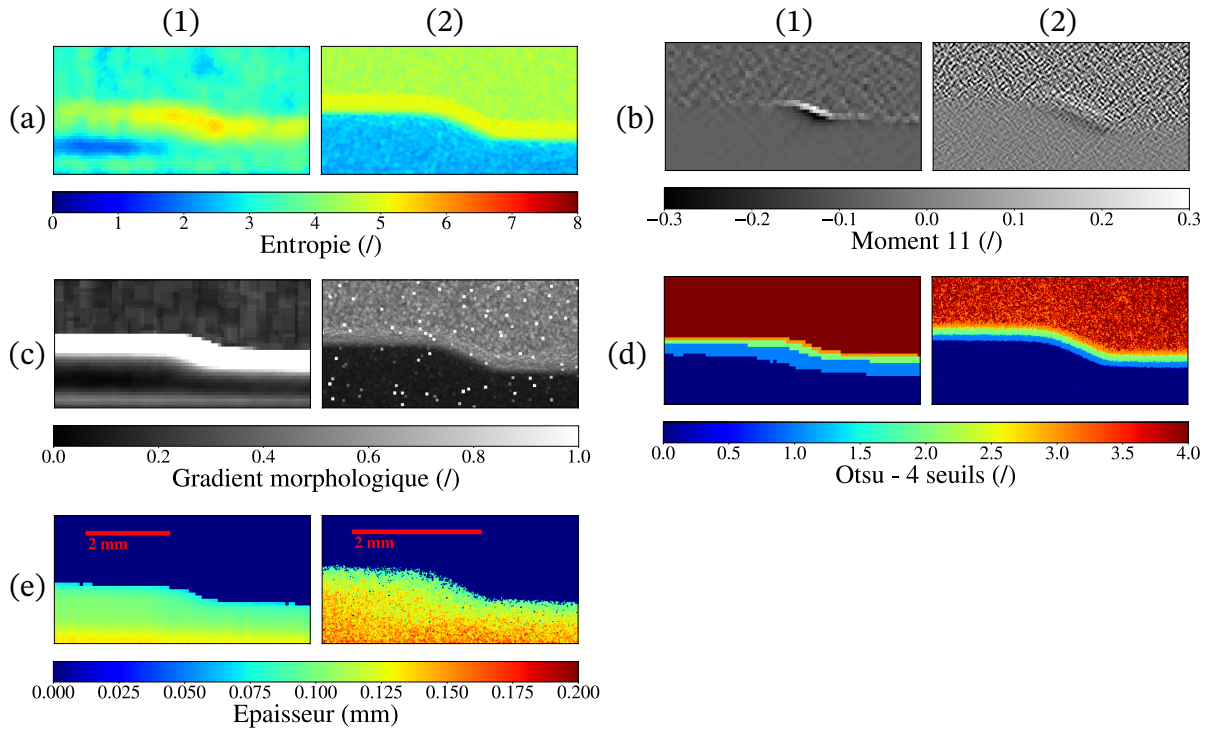 (1) (2)
(1) (2)
(a)
0 1 2 3 4 5 6 7 8
Entropie (/)
(b)
−0.3 −0.2 −0.1 0.0 0.1 0.2 0.3
Moment 11 (/)
(c)
0.0 0.2 0.4 0.6 0.8 1.0
Gradient morphologique (/)
(d)
0.0 0.5 1.0 1.5 2.0 2.5 3.0 3.5 4.0
Otsu - 4 seuils (/)
(e)
2 mm
2 mm
0.000 0.025 0.050 0.075 0.100 0.125 0.150 0.175 0.200
Epaisseur (mm)